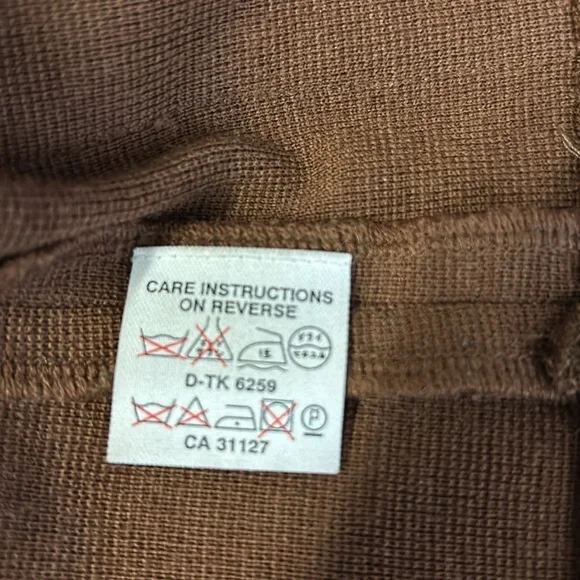 CARE INSTRUCTIONS
ON REVERSE
D-TK 6259
P
CA 31127